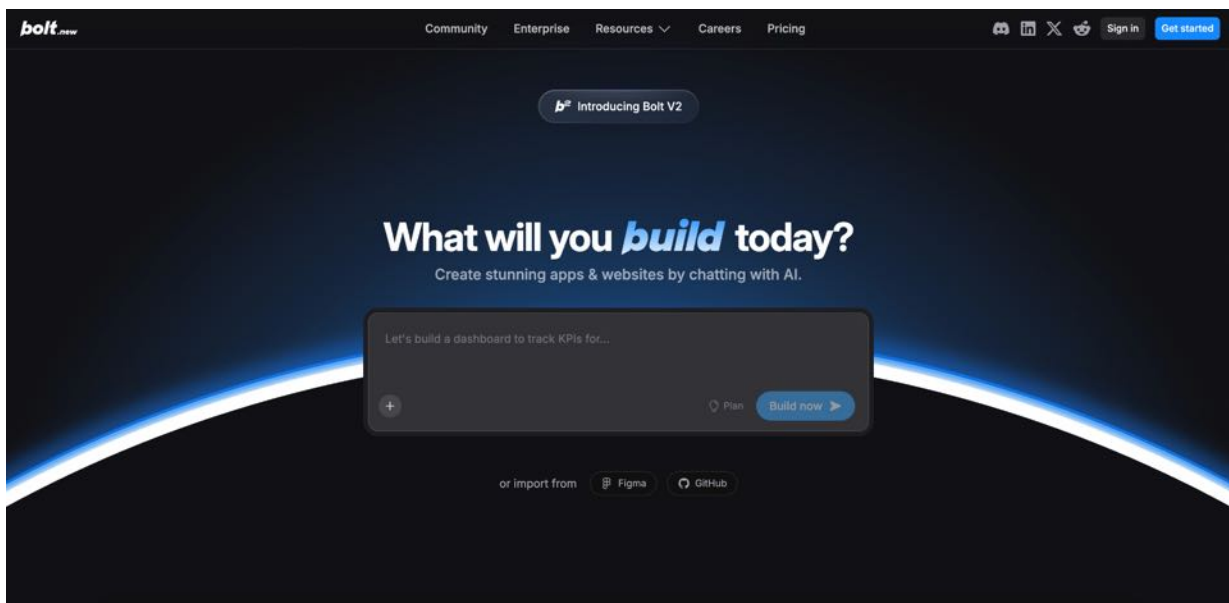 bolt.new
Community Enterprise Resources Careers Pricing
Sign in Get started
b² Introducing Bolt V2
What will you build today?
Create stunning apps & websites by chatting with AI.
Let's build a dashboard to track KPIs for...
+ Plan Build now
or import from Figma GitHub